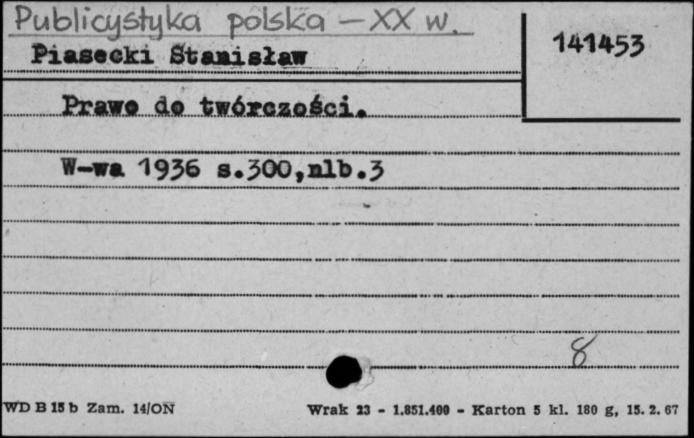 Publicystyka polska - XX w.
Piasecki Stanisław
141453
Prawo do twórczości.
W-wa 1936 s.300,nlb.3
8
WD B 15 b Zam. 14/ON Wrak 23 - 1.851.400 - Karton 5 kl. 180 g, 15. 2. 67